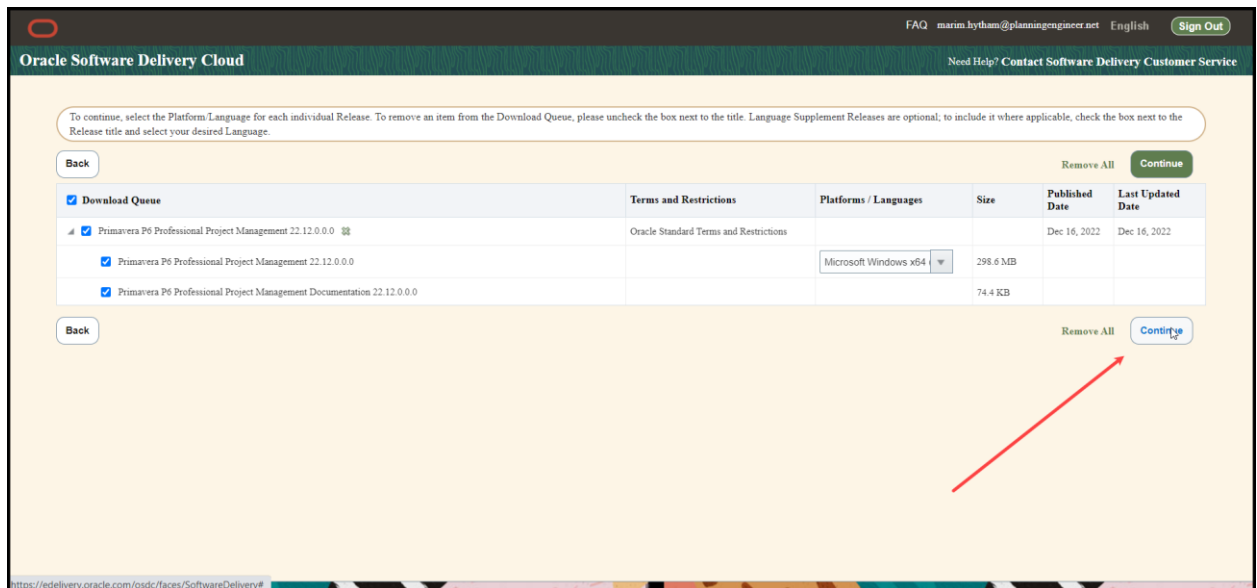 FAQ marim.hytham@planningengineer.net English Sign Out
Oracle Software Delivery Cloud Need Help? Contact Software Delivery Customer Service
To continue, select the Platform/Language for each individual Release. To remove an item from the Download Queue, please uncheck the box next to the title. Language Supplement Releases are optional; to include it where applicable, check the box next to the
Release title and select your desired Language.
Back Remove All Continue
Download Queue Terms and Restrictions Platforms / Languages Size Published Date Last Updated Date
Primavera P6 Professional Project Management 22.12.0.0.0 Oracle Standard Terms and Restrictions Dec 16, 2022 Dec 16, 2022
Primavera P6 Professional Project Management 22.12.0.0.0 Microsoft Windows x64 ( 298.6 MB
Primavera P6 Professional Project Management Documentation 22.12.0.0.0 74.4 KB
Back Remove All Continue
https://edelivery.oracle.com/osdc/faces/SoftwareDelivery#